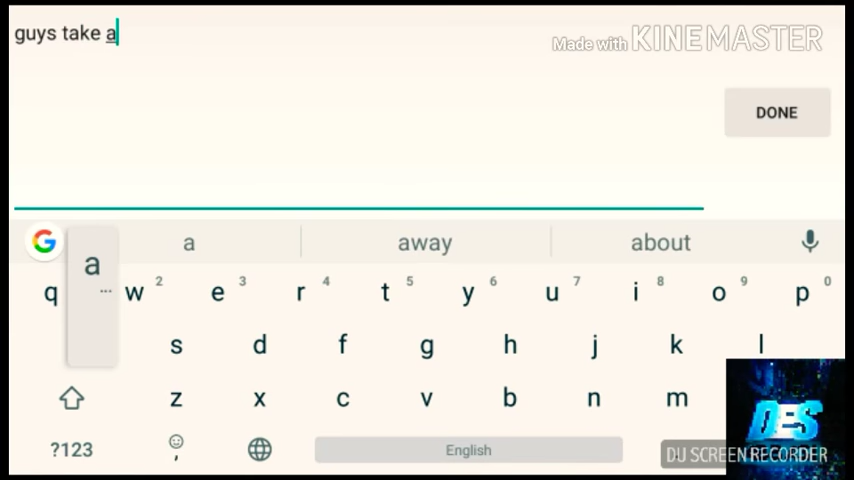 guys take a
Made with KINEMASTER
DONE
G a away about
a
q w 2 e 3 r 4 t 5 y 6 u 7 i 8 o 9 p 0
s d f g h j k l
z x c v b n m
DES
?123 , English
DU SCREEN RECORDER